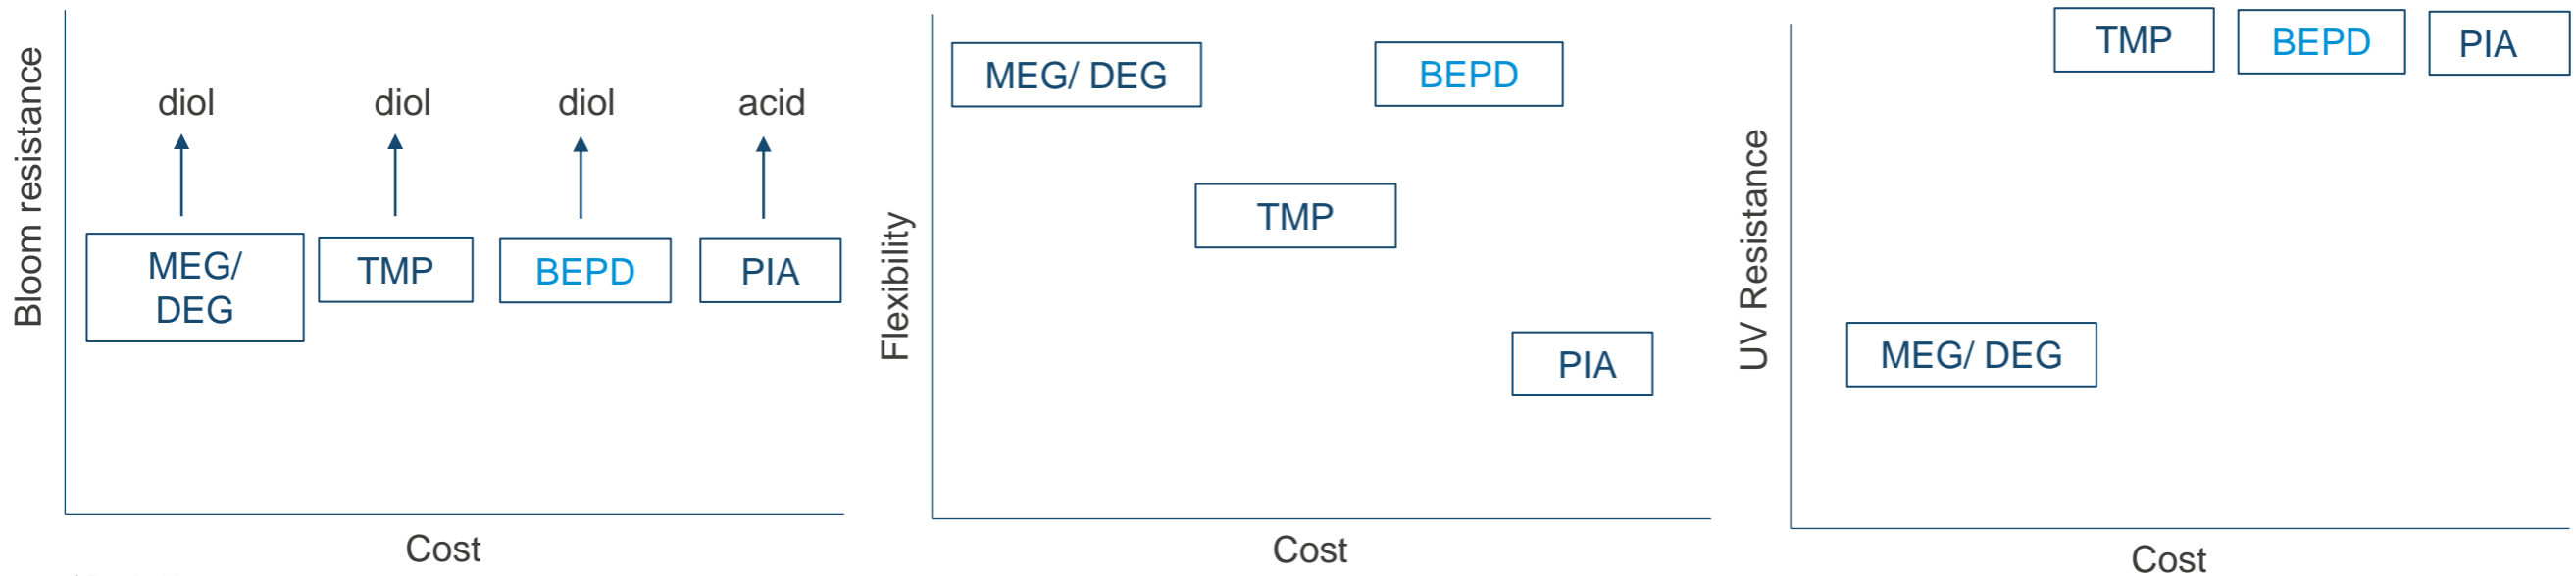 Bloom resistance
diol
diol
diol
acid
MEG/
DEG
TMP
BEPD
PIA
Cost
Flexibility
MEG/ DEG
BEPD
TMP
PIA
Cost
UV Resistance
TMP
BEPD
PIA
MEG/ DEG
Cost